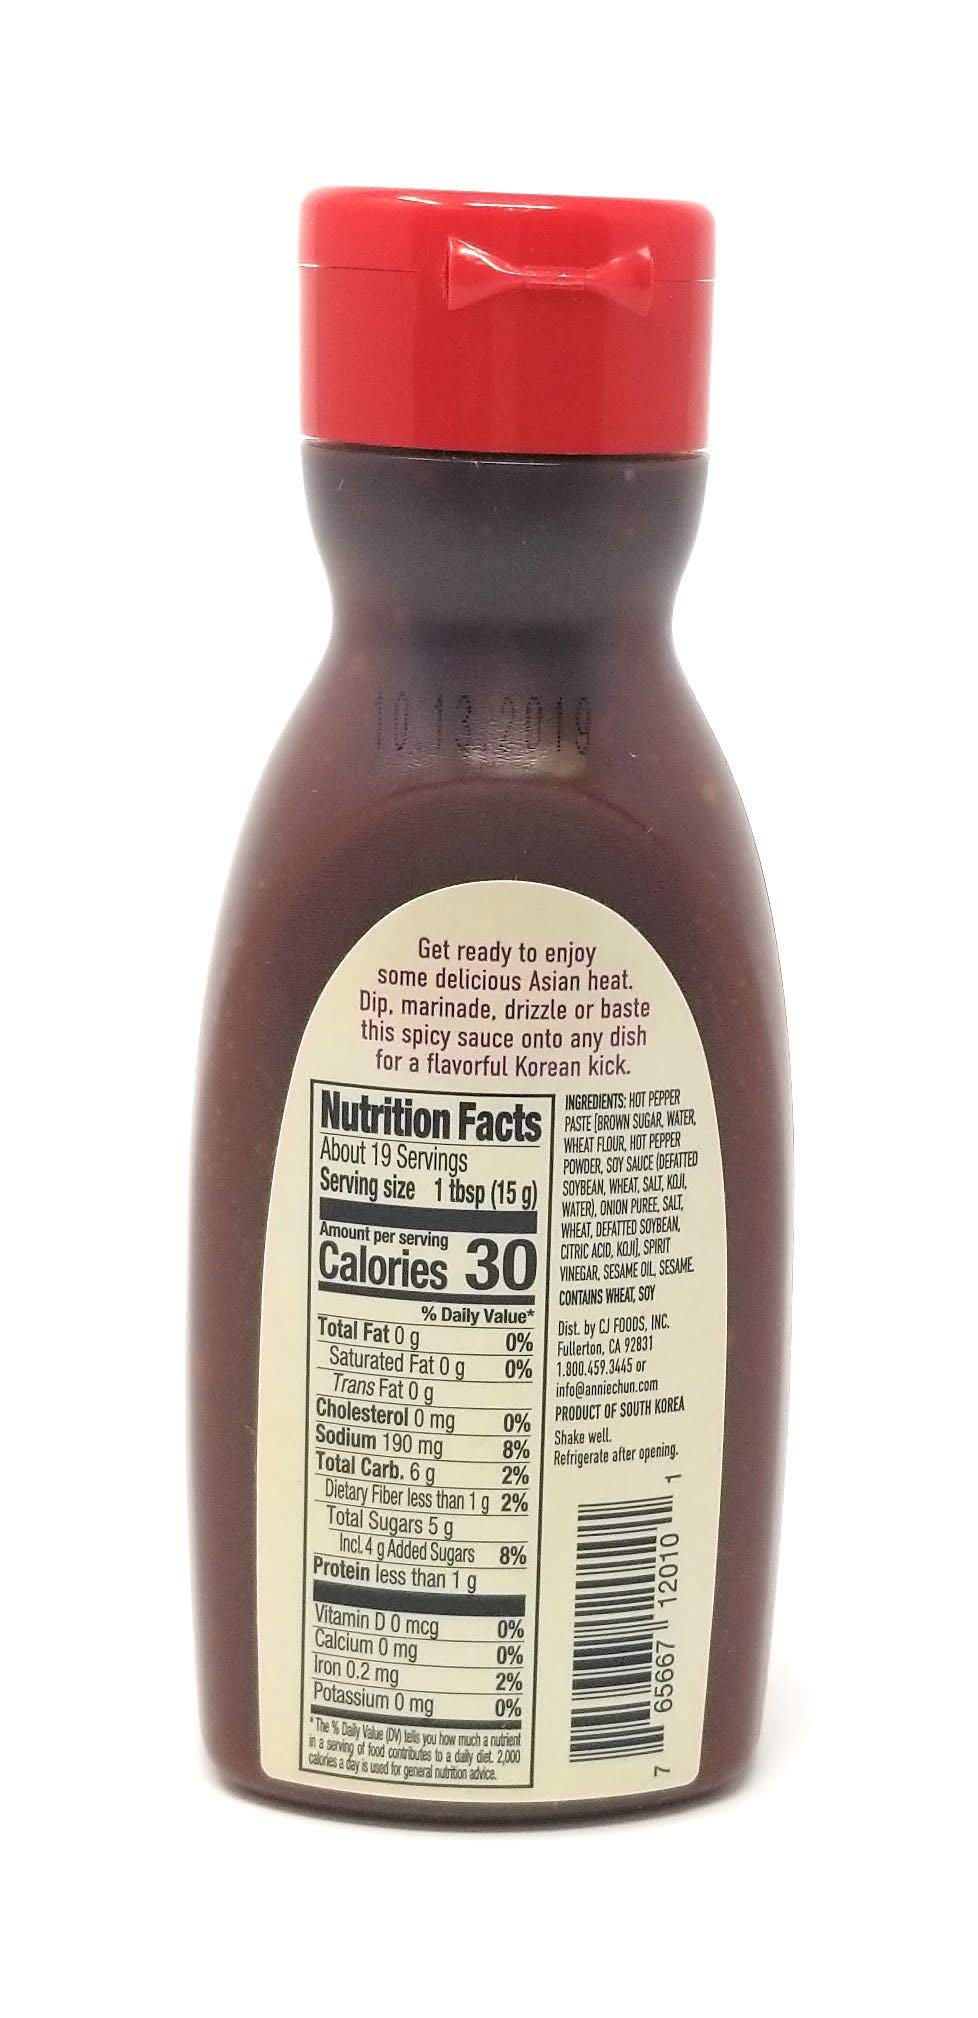 10.13.2019
Get ready to enjoy
some delicious Asian heat.
Dip, marinade, drizzle or baste
this spicy sauce onto any dish
for a flavorful Korean kick.
Nutrition Facts
About 19 Servings
Serving size 1 tbsp (15 g)
Amount per serving
Calories 30
% Daily Value*
Total Fat 0 g 0%
Saturated Fat 0 g 0%
Trans Fat 0 g
Cholesterol 0 mg 0%
Sodium 190 mg 8%
Total Carb. 6 g 2%
Dietary Fiber less than 1 g 2%
Total Sugars 5 g
Incl. 4 g Added Sugars 8%
Protein less than 1 g
Vitamin D 0 mcg 0%
Calcium 0 mg 0%
Iron 0.2 mg 2%
Potassium 0 mg 0%
* The % Daily Value (DV) tells you how much a nutrient
in a serving of food contributes to a daily diet. 2,000
calories a day is used for general nutrition advice.
INGREDIENTS: HOT PEPPER
PASTE [BROWN SUGAR, WATER,
WHEAT FLOUR, HOT PEPPER
POWDER, SOY SAUCE (DEFATTED
SOYBEAN, WHEAT, SALT, KOJI,
WATER), ONION PUREE, SALT,
WHEAT, DEFATTED SOYBEAN,
CITRIC ACID, KOJI], SPIRIT
VINEGAR, SESAME OIL, SESAME.
CONTAINS WHEAT, SOY
Dist. by CJ FOODS, INC.
Fullerton, CA 92831
1.800.459.3445 or
info@anniechun.com
PRODUCT OF SOUTH KOREA
Shake well.
Refrigerate after opening.
7 65667 12010 1